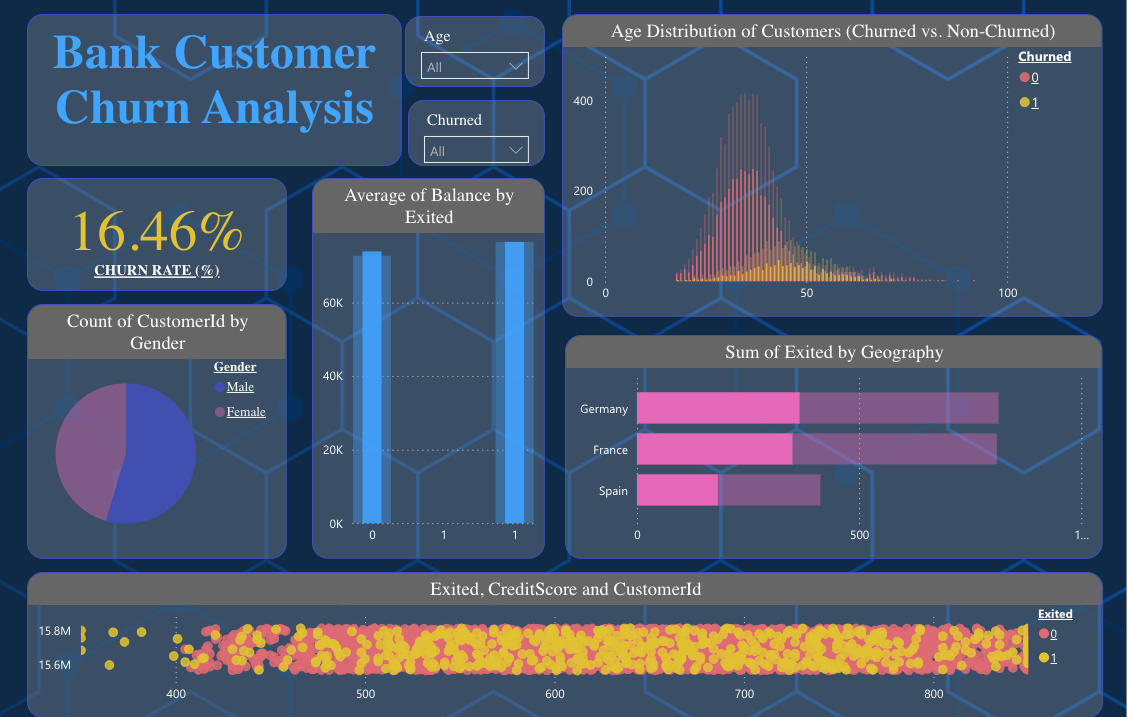 Bank Customer
Churn Analysis
Age
All
Churned
All
16.46%
CHURN RATE (%)
Count of CustomerId by
Gender
Gender
Male
Female
Average of Balance by
Exited
60K
40K
20K
0K
0 1 1
Age Distribution of Customers (Churned vs. Non-Churned)
Churned
0
1
400
200
0
0 50 100
Sum of Exited by Geography
Germany
France
Spain
0 500 1...
Exited, CreditScore and CustomerId
Exited
0
1
15.8M
15.6M
400 500 600 700 800